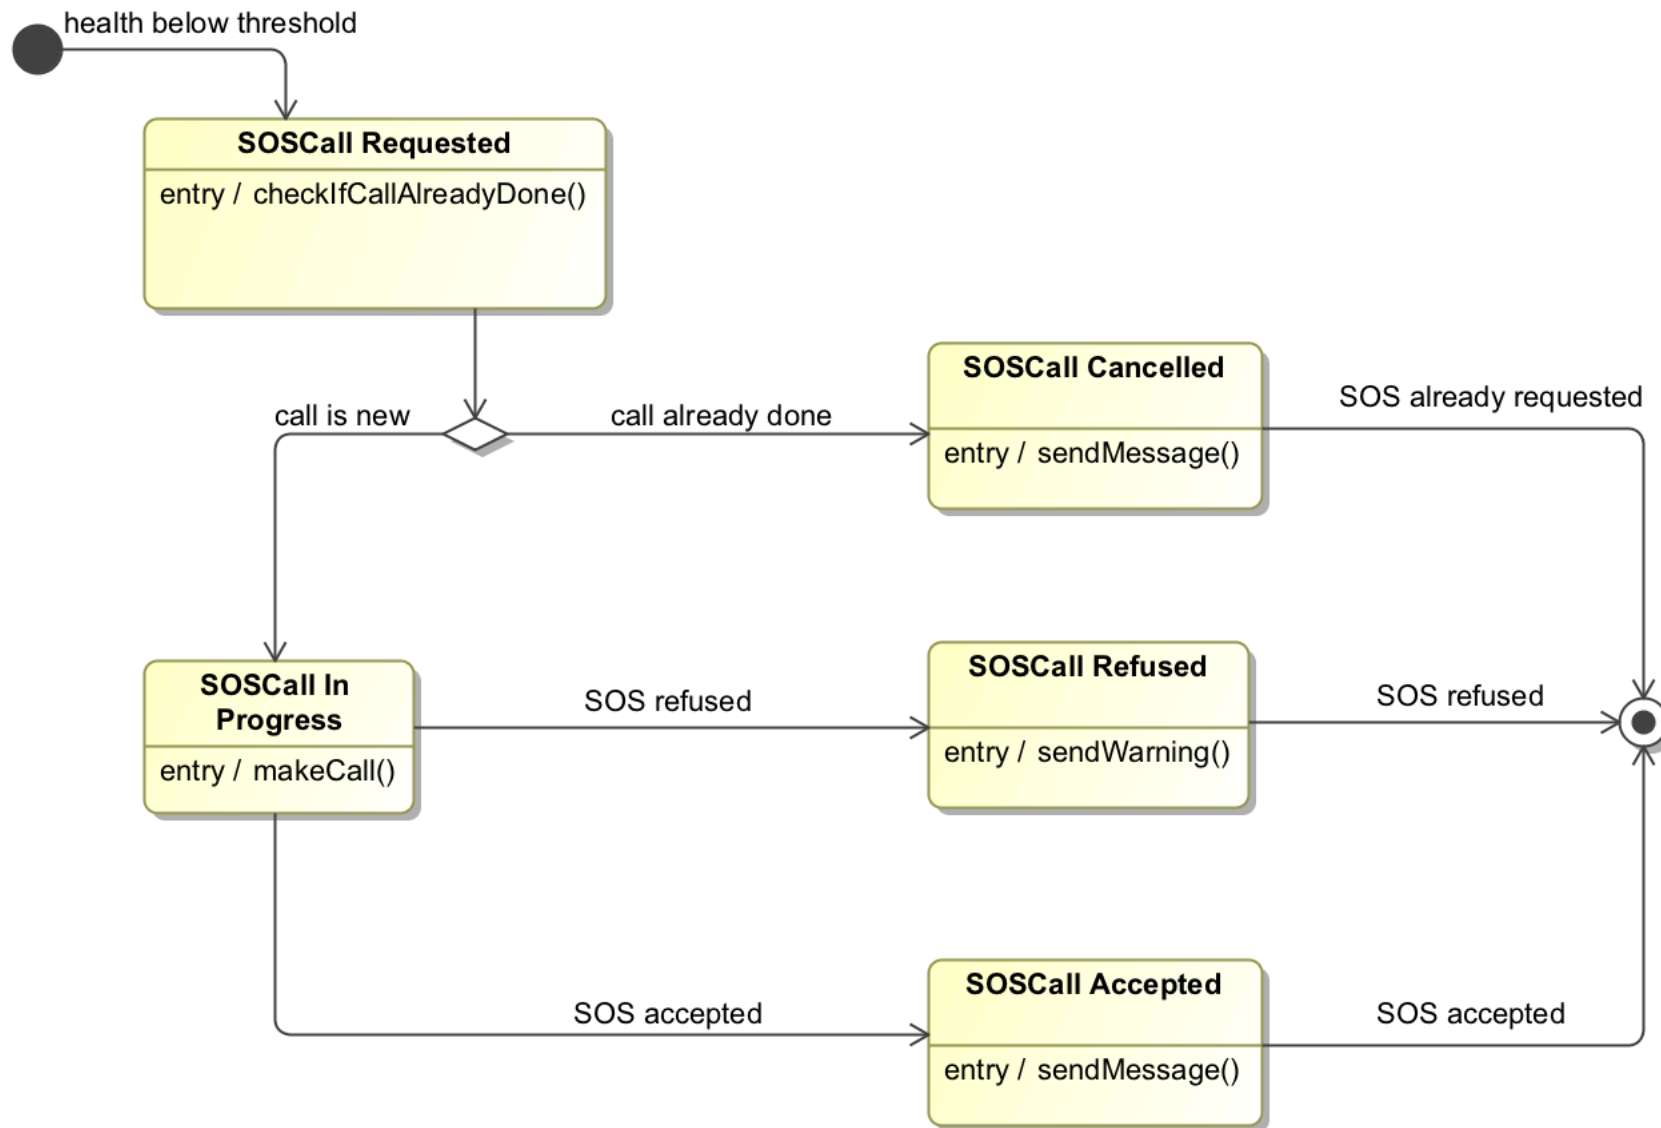 health below threshold
SOSCall Requested
entry / checkIfCallAlreadyDone()
call is new
call already done
SOSCall Cancelled
entry / sendMessage()
SOS already requested
SOSCall In
Progress
entry / makeCall()
SOS refused
SOSCall Refused
entry / sendWarning()
SOS refused
SOS accepted
SOSCall Accepted
entry / sendMessage()
SOS accepted